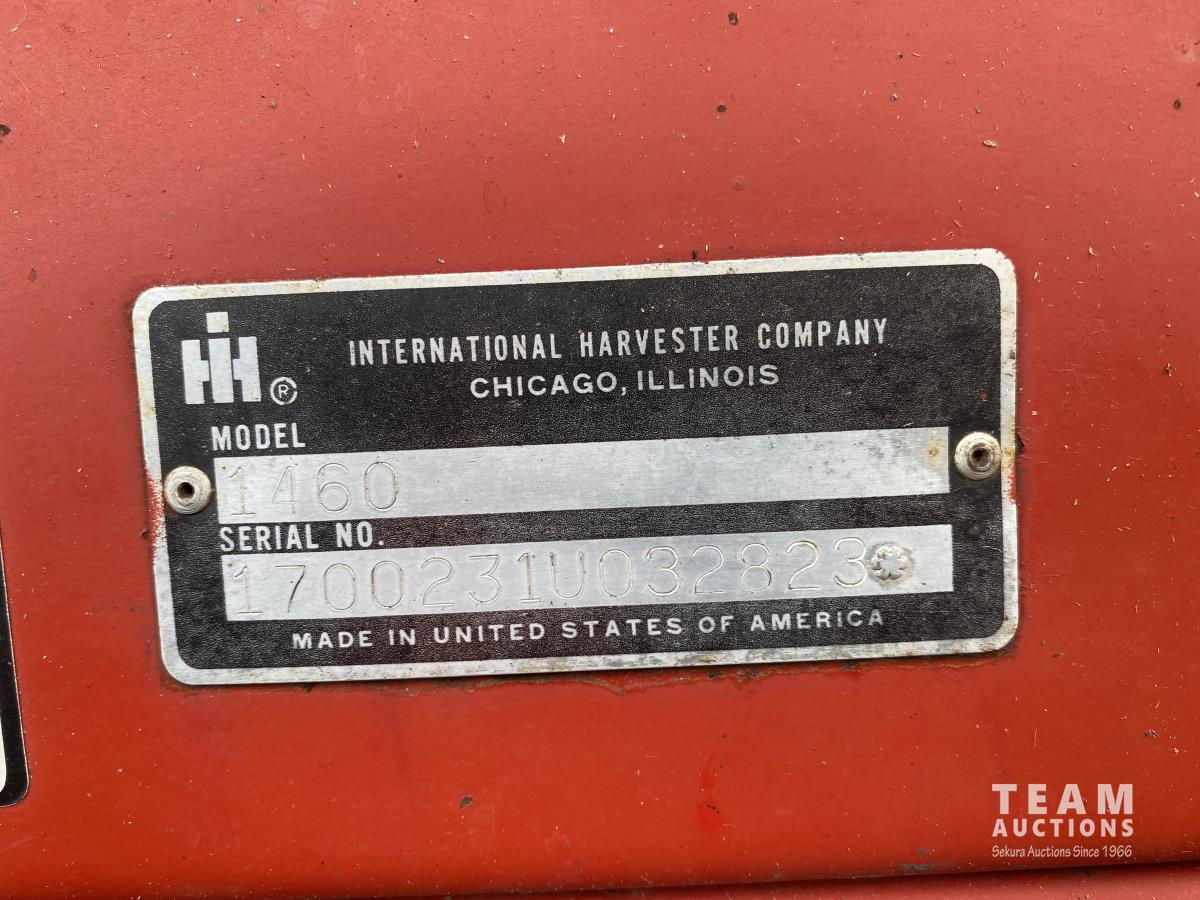 IH ®
INTERNATIONAL HARVESTER COMPANY
CHICAGO, ILLINOIS
MODEL
1460
SERIAL NO.
1700231U032823
MADE IN UNITED STATES OF AMERICA
TEAM
AUCTIONS
Sekura Auctions Since 1966